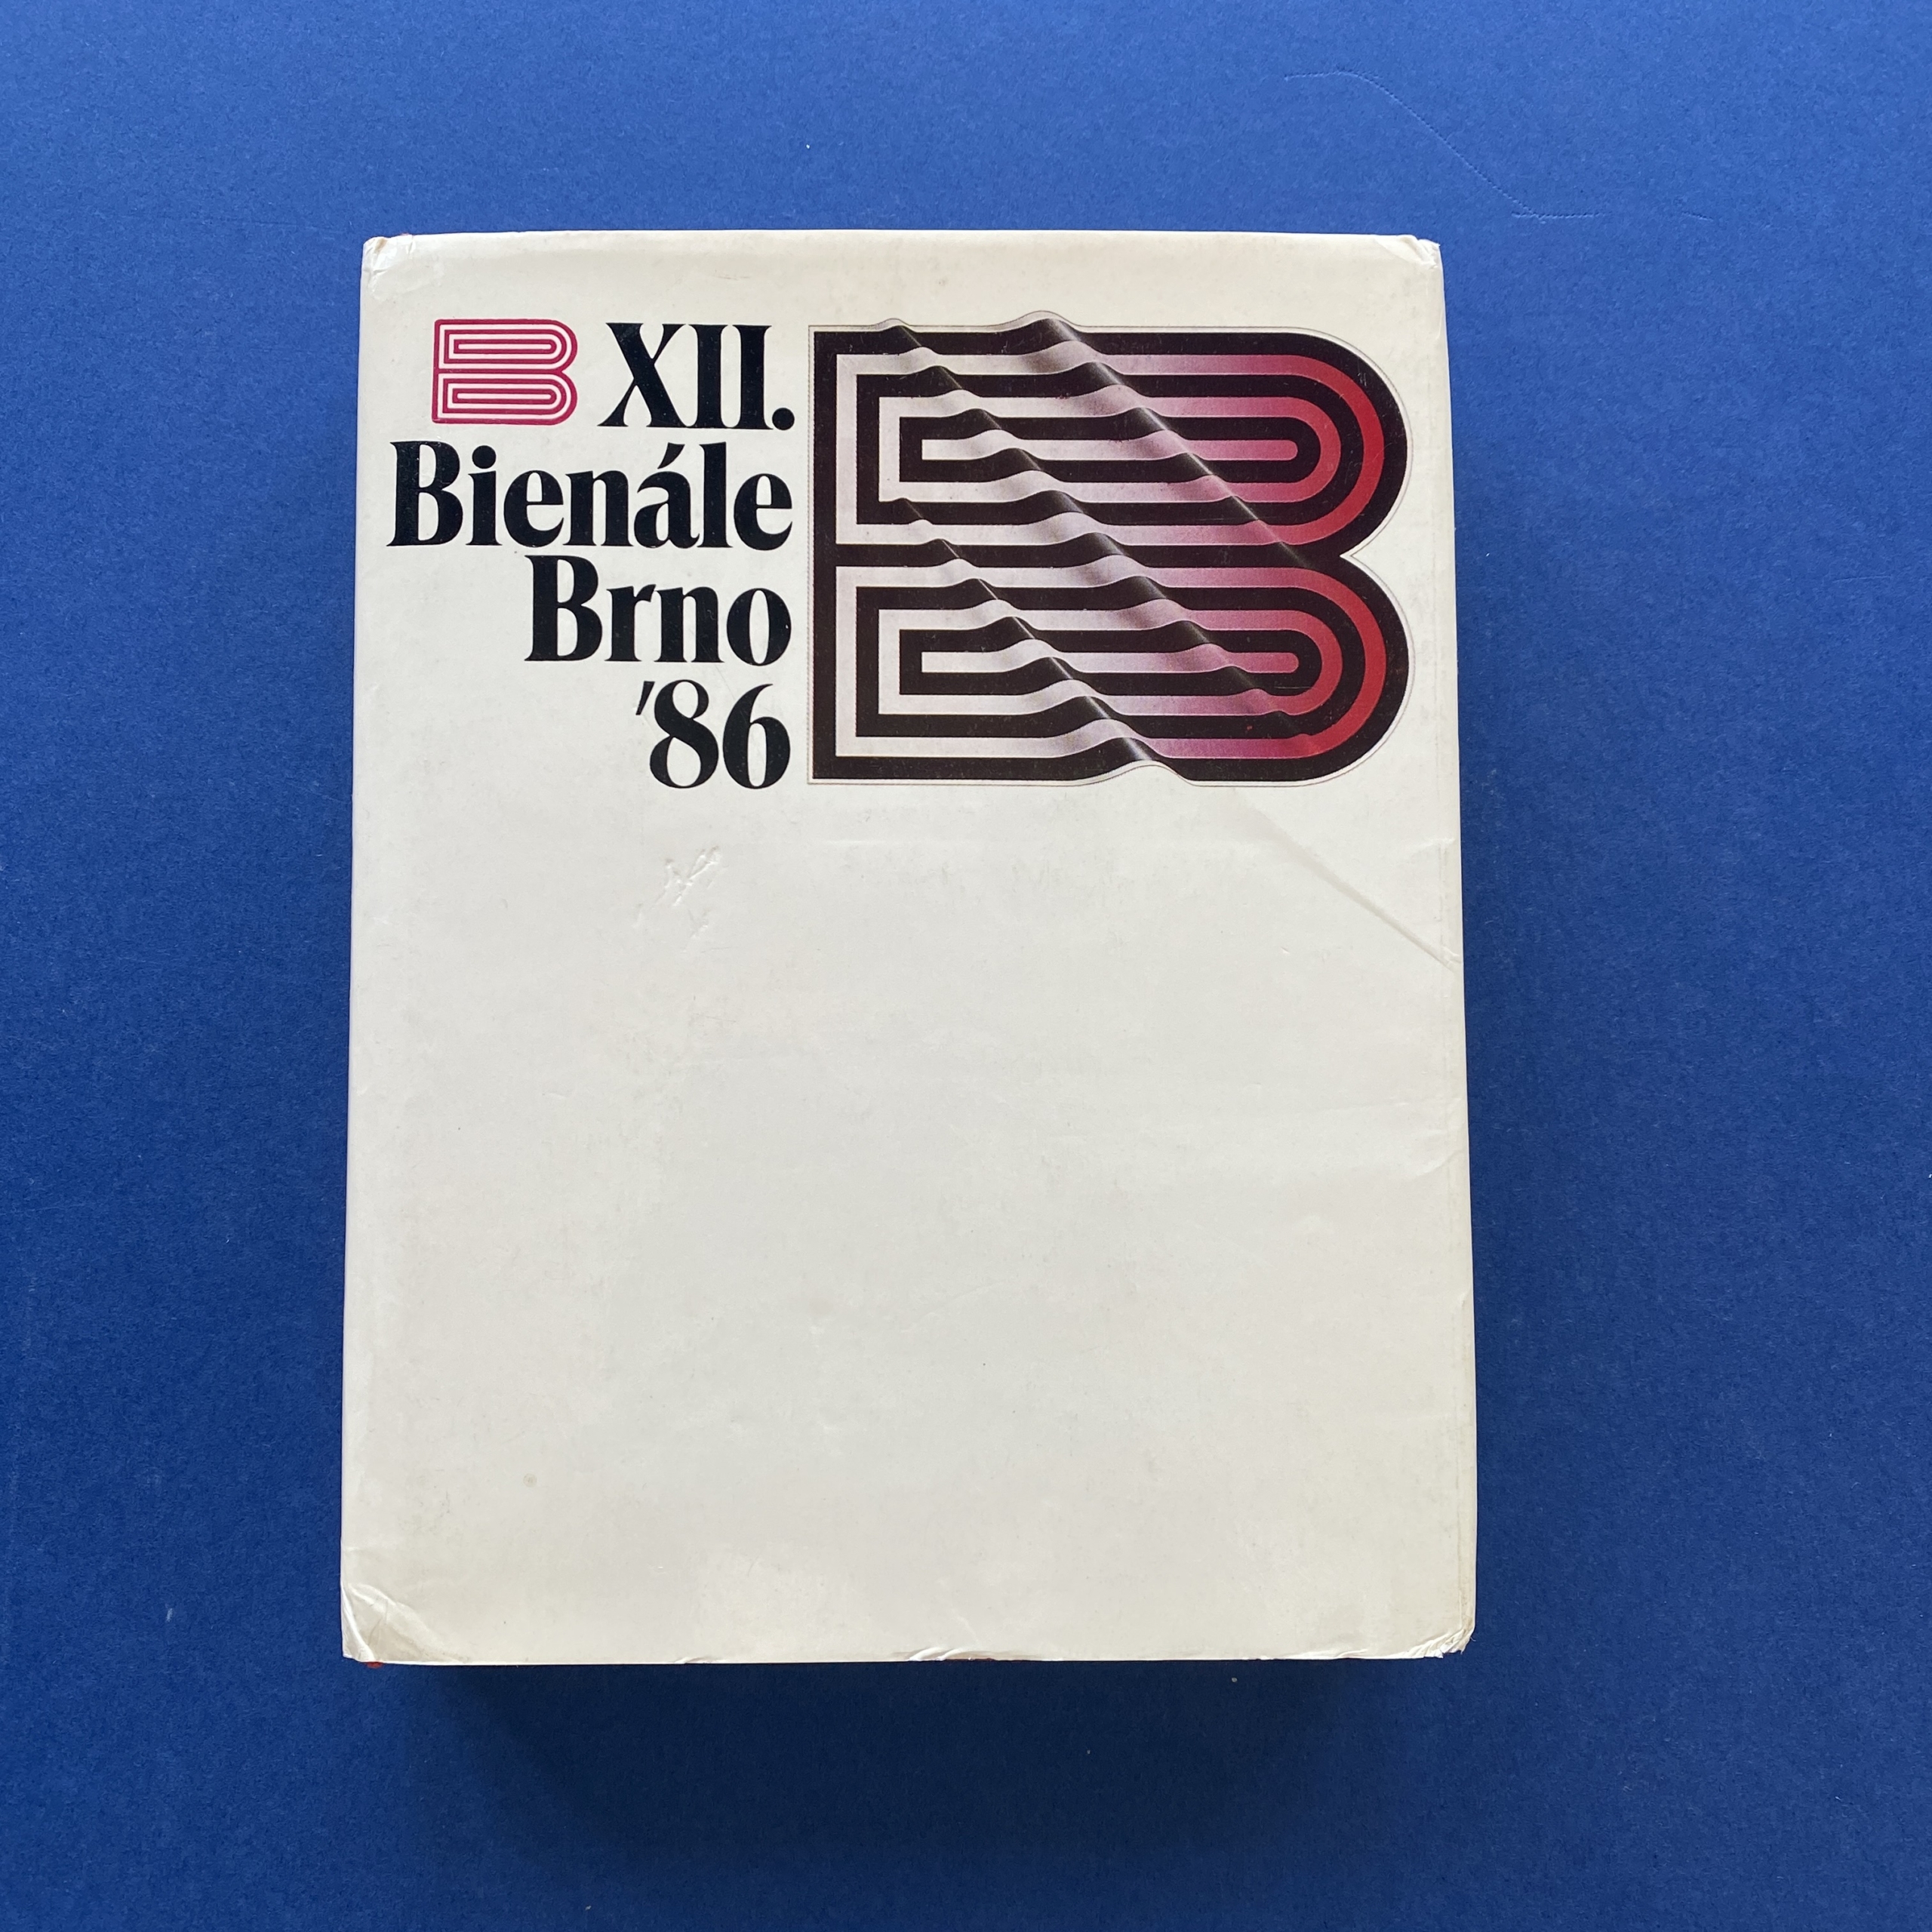 B XII.
Bienále
Brno
'86
B